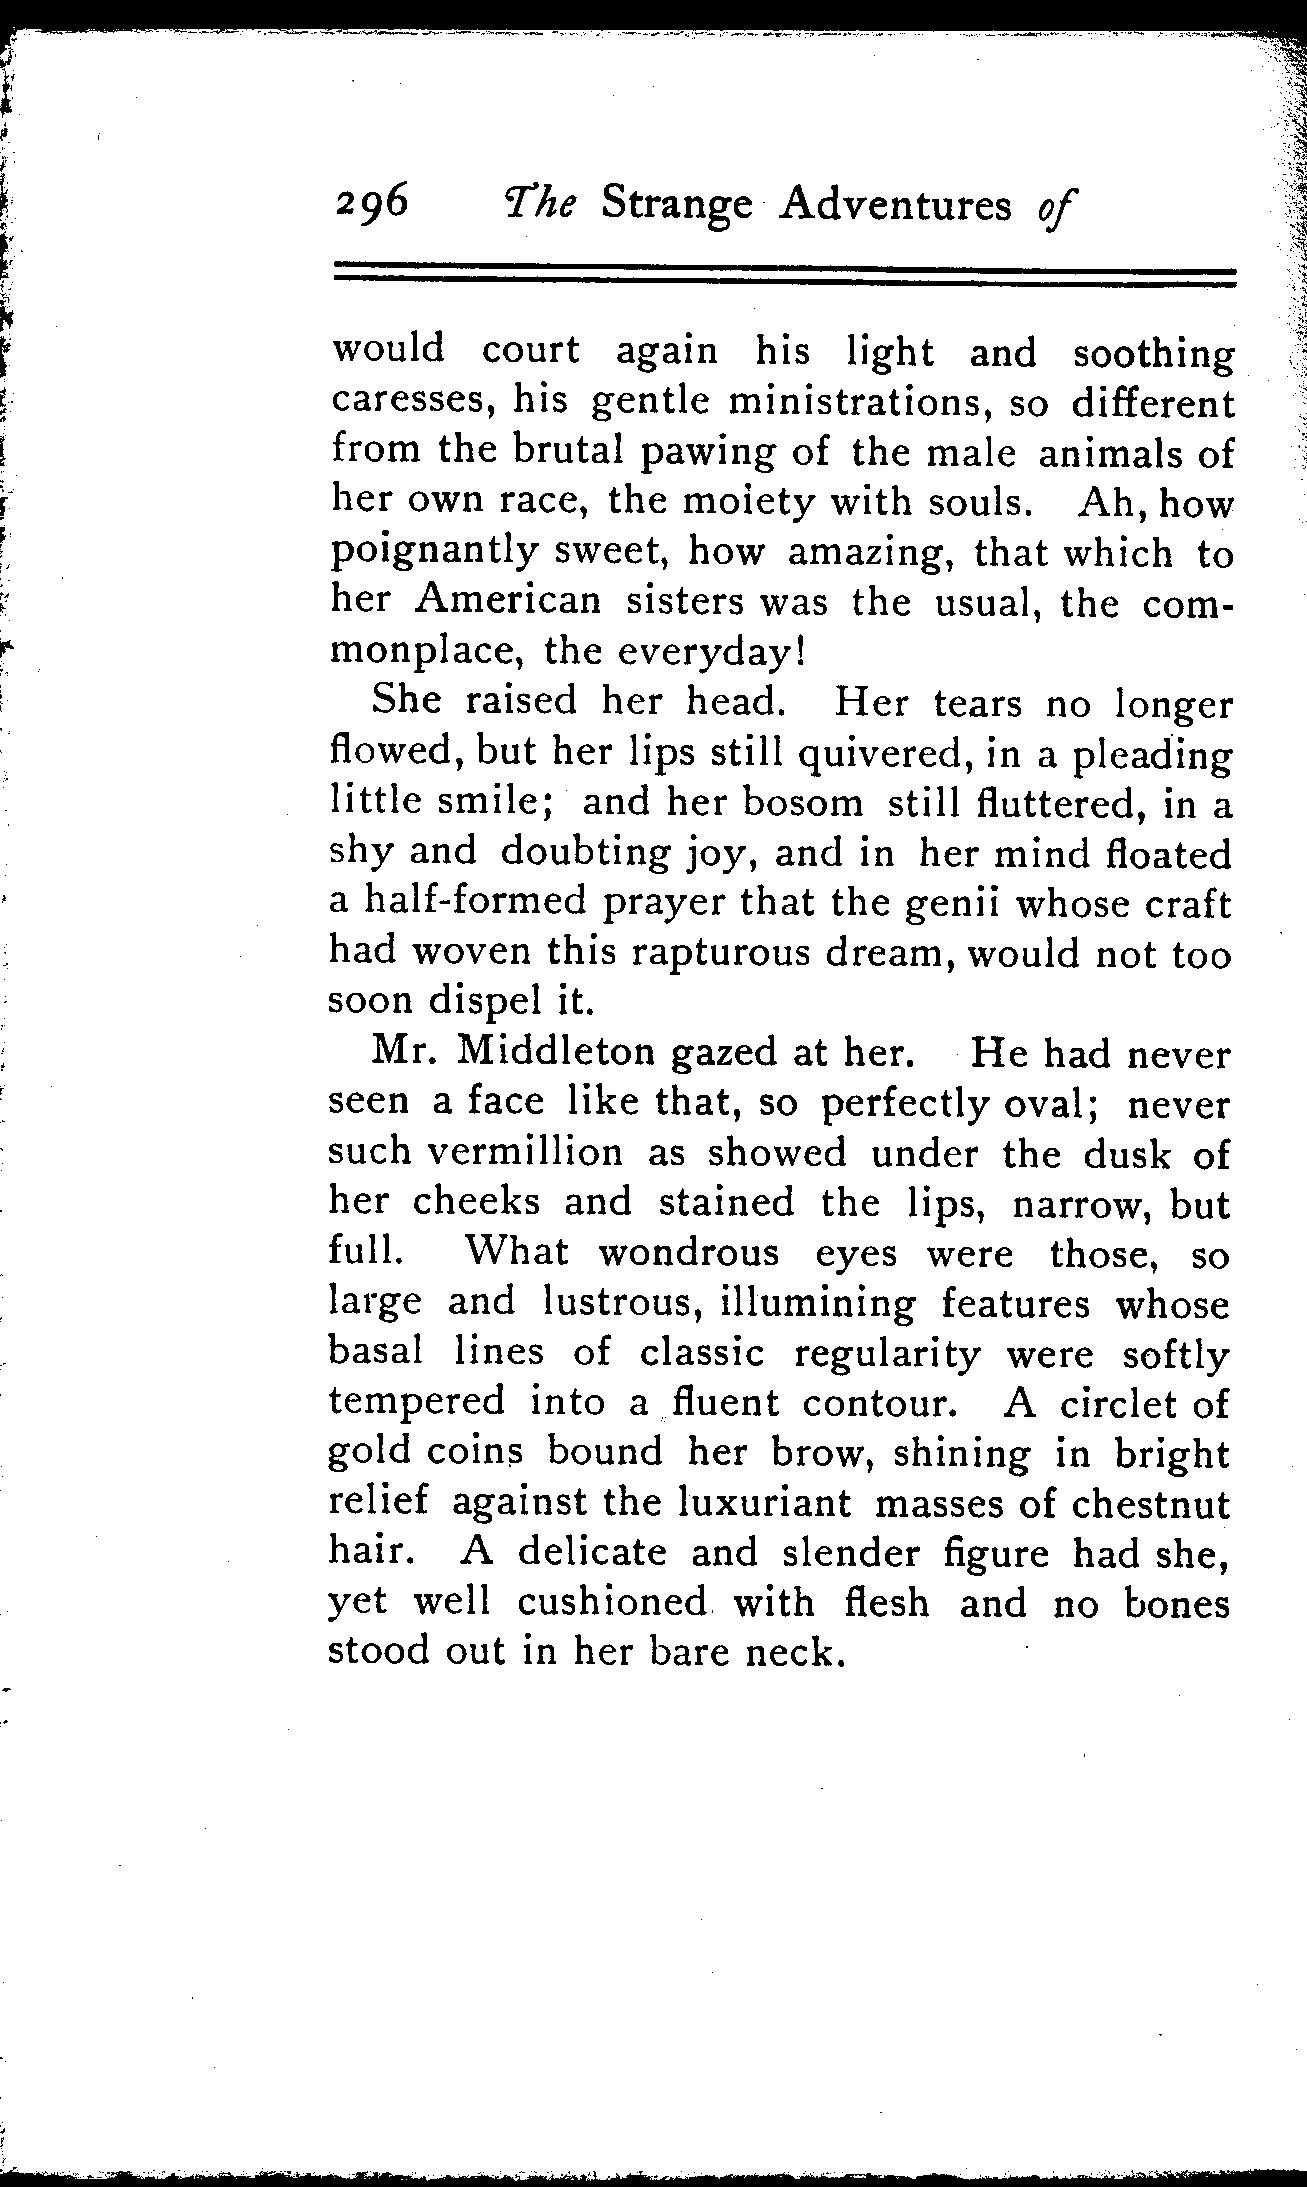 296 The Strange Adventures of
would court again his light and soothing
caresses, his gentle ministrations, so different
from the brutal pawing of the male animals of
her own race, the moiety with souls. Ah, how
poignantly sweet, how amazing, that which to
her American sisters was the usual, the com-
monplace, the everyday!
She raised her head. Her tears no longer
flowed, but her lips still quivered, in a pleading
little smile; and her bosom still fluttered, in a
shy and doubting joy, and in her mind floated
a half-formed prayer that the genii whose craft
had woven this rapturous dream, would not too
soon dispel it.
Mr. Middleton gazed at her. He had never
seen a face like that, so perfectly oval; never
such vermillion as showed under the dusk of
her cheeks and stained the lips, narrow, but
full. What wondrous eyes were those, so
large and lustrous, illumining features whose
basal lines of classic regularity were softly
tempered into a fluent contour. A circlet of
gold coins bound her brow, shining in bright
relief against the luxuriant masses of chestnut
hair. A delicate and slender figure had she,
yet well cushioned with flesh and no bones
stood out in her bare neck.